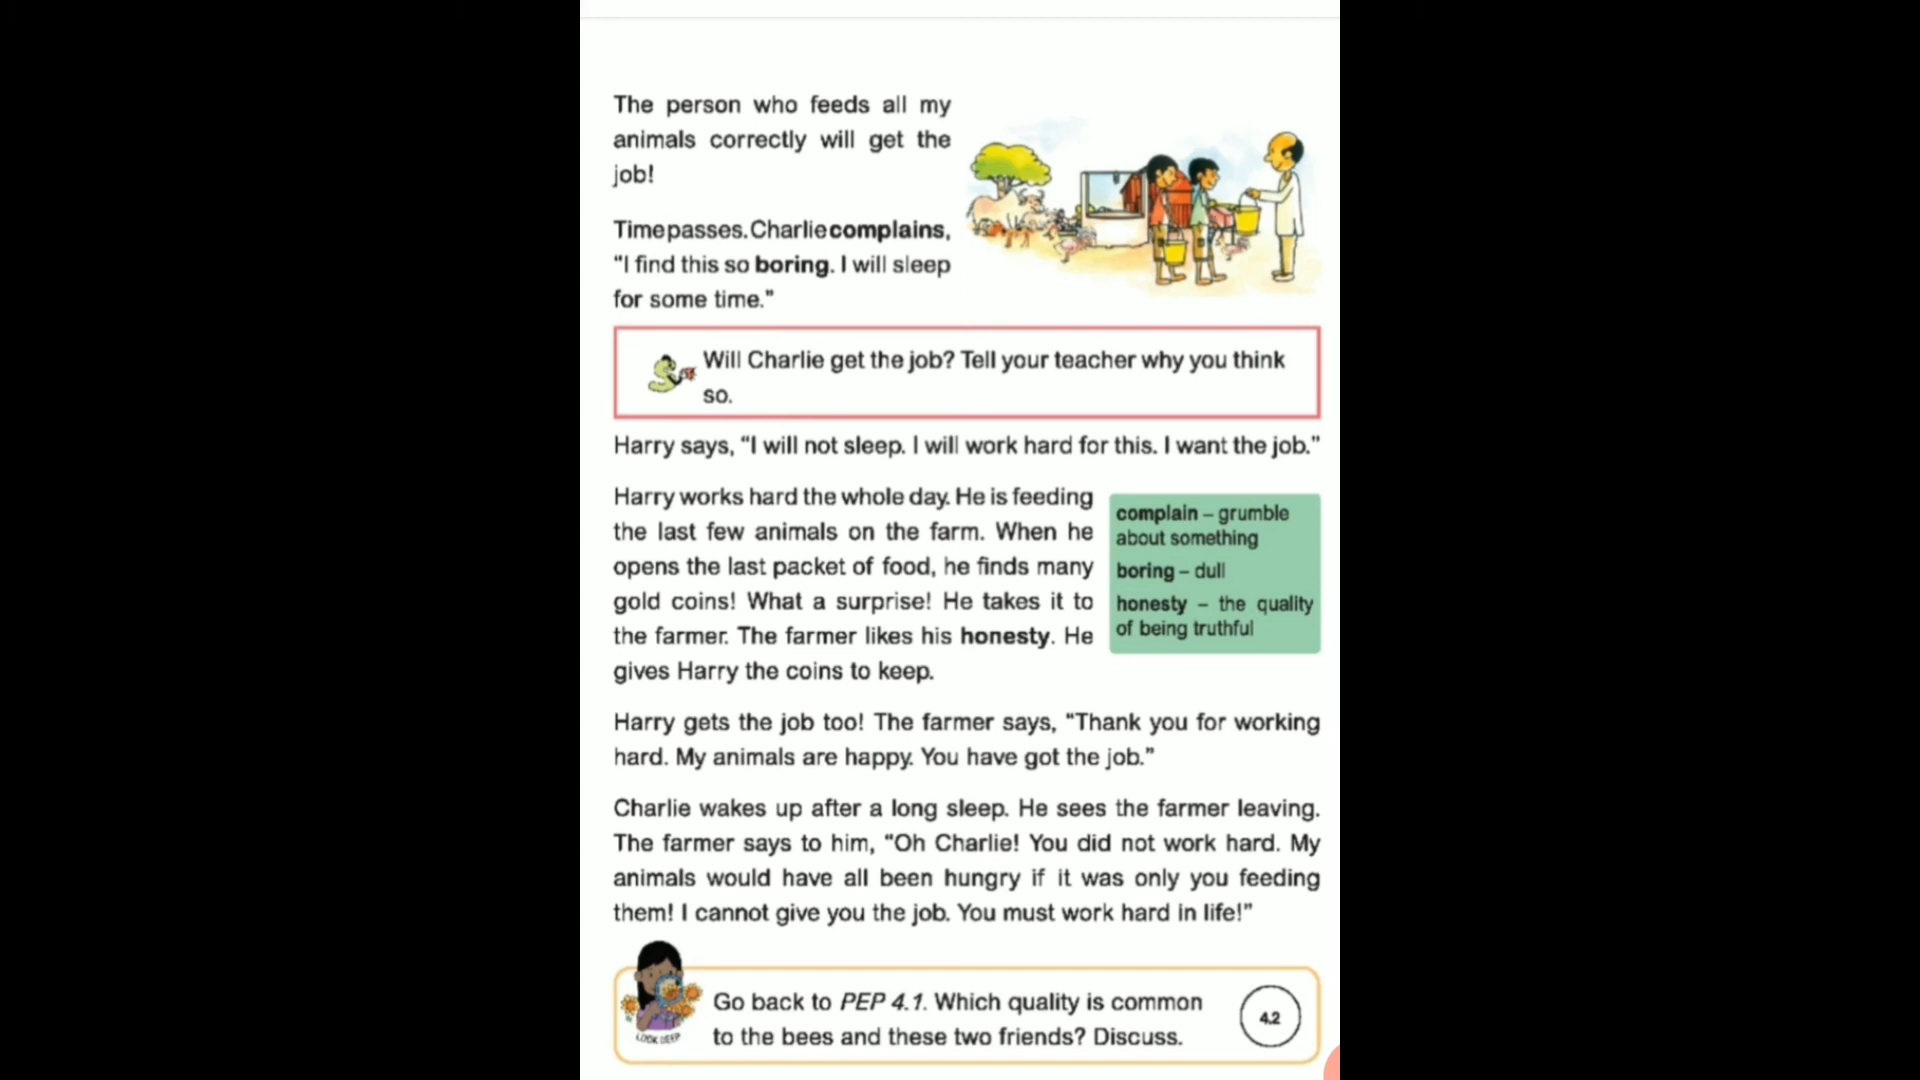 The person who feeds all my
animals correctly will get the
job!
Time passes. Charlie complains,
“I find this so boring. I will sleep
for some time.”
Will Charlie get the job? Tell your teacher why you think
so.
Harry says, “I will not sleep. I will work hard for this. I want the job.”
Harry works hard the whole day. He is feeding
the last few animals on the farm. When he
opens the last packet of food, he finds many
gold coins! What a surprise! He takes it to
the farmer. The farmer likes his honesty. He
gives Harry the coins to keep.
complain – grumble
about something
boring – dull
honesty – the quality
of being truthful
Harry gets the job too! The farmer says, “Thank you for working
hard. My animals are happy. You have got the job.”
Charlie wakes up after a long sleep. He sees the farmer leaving.
The farmer says to him, “Oh Charlie! You did not work hard. My
animals would have all been hungry if it was only you feeding
them! I cannot give you the job. You must work hard in life!”
LOOK DEEP
Go back to PEP 4.1. Which quality is common
to the bees and these two friends? Discuss.
4.2